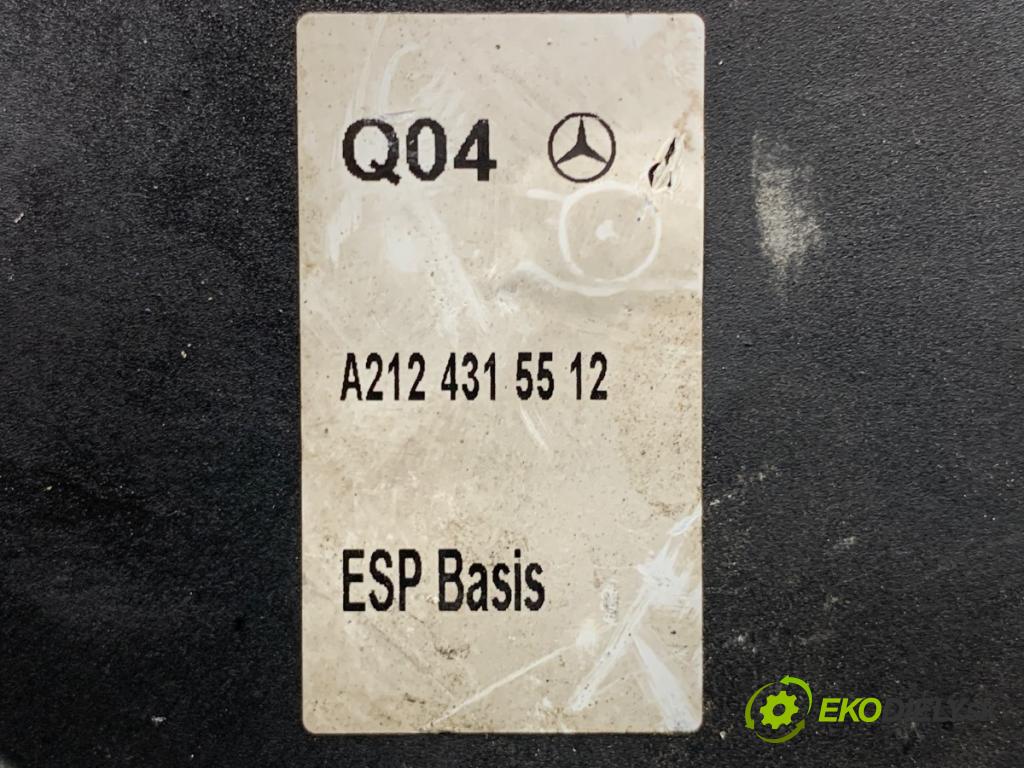 Q04
A212 431 55 12
ESP Basis
EKODIELY.SK